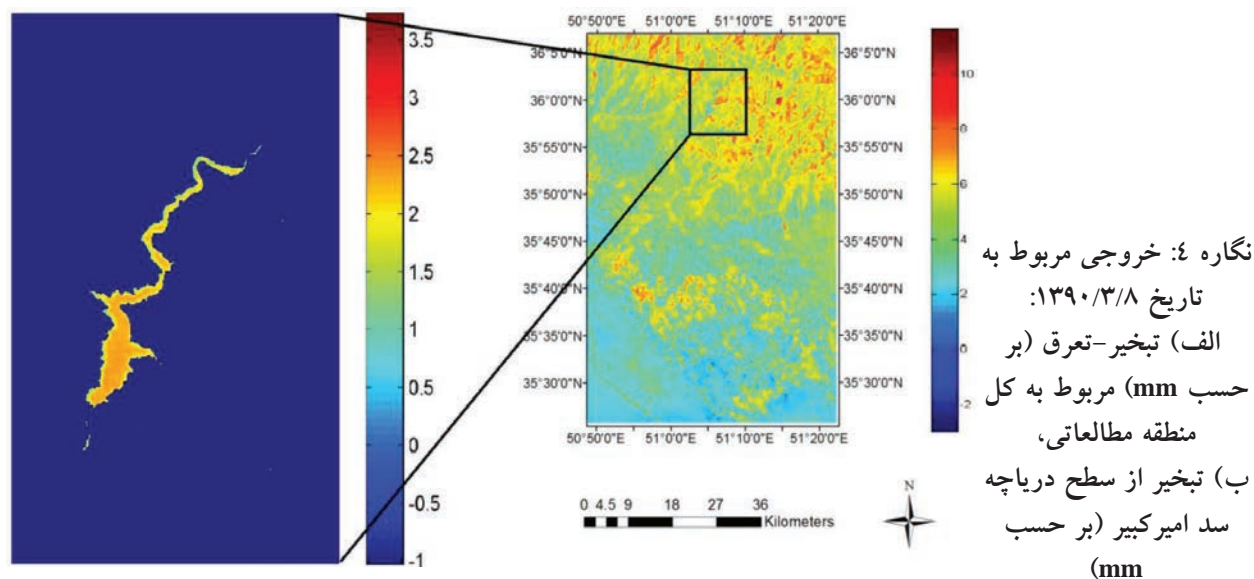 3.5
3
2.5
2
1.5
1
0.5
0
-0.5
-1
50°50'0"E 51°0'0"E 51°10'0"E 51°20'0"E
36°5'0"N
36°0'0"N
35°55'0"N
35°50'0"N
35°45'0"N
35°40'0"N
35°35'0"N
35°30'0"N
36°5'0"N
36°0'0"N
35°55'0"N
35°50'0"N
35°45'0"N
35°40'0"N
35°35'0"N
35°30'0"N
50°50'0"E 51°0'0"E 51°10'0"E 51°20'0"E
10
8
6
4
2
0
-2
0 4.5 9 18 27 36
Kilometers
N
نگاره ٤: خروجی مربوط به
تاریخ ۱۳۹۰/۳/۸:
الف) تبخیر-تعرق (بر
حسب mm) مربوط به کل
منطقه مطالعاتی،
ب) تبخیر از سطح دریاچه
سد امیرکبیر (بر حسب
mm)